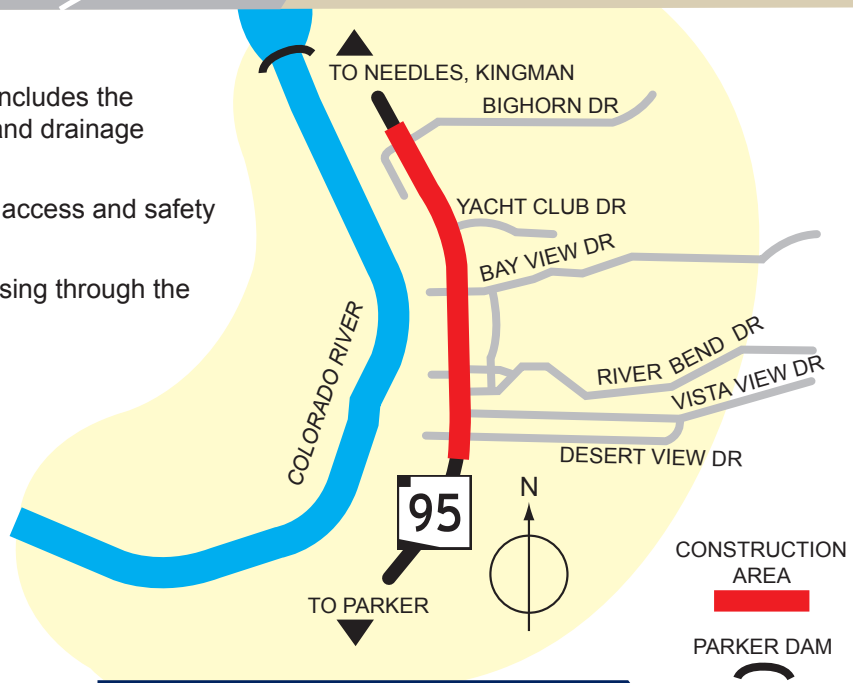 ncludes the
and drainage
access and safety
sing through the
TO NEEDLES, KINGMAN
BIGHORN DR
YACHT CLUB DR
BAY VIEW DR
COLORADO RIVER
RIVER BEND DR
VISTA VIEW DR
DESERT VIEW DR
95
N
TO PARKER
CONSTRUCTION
AREA
PARKER DAM